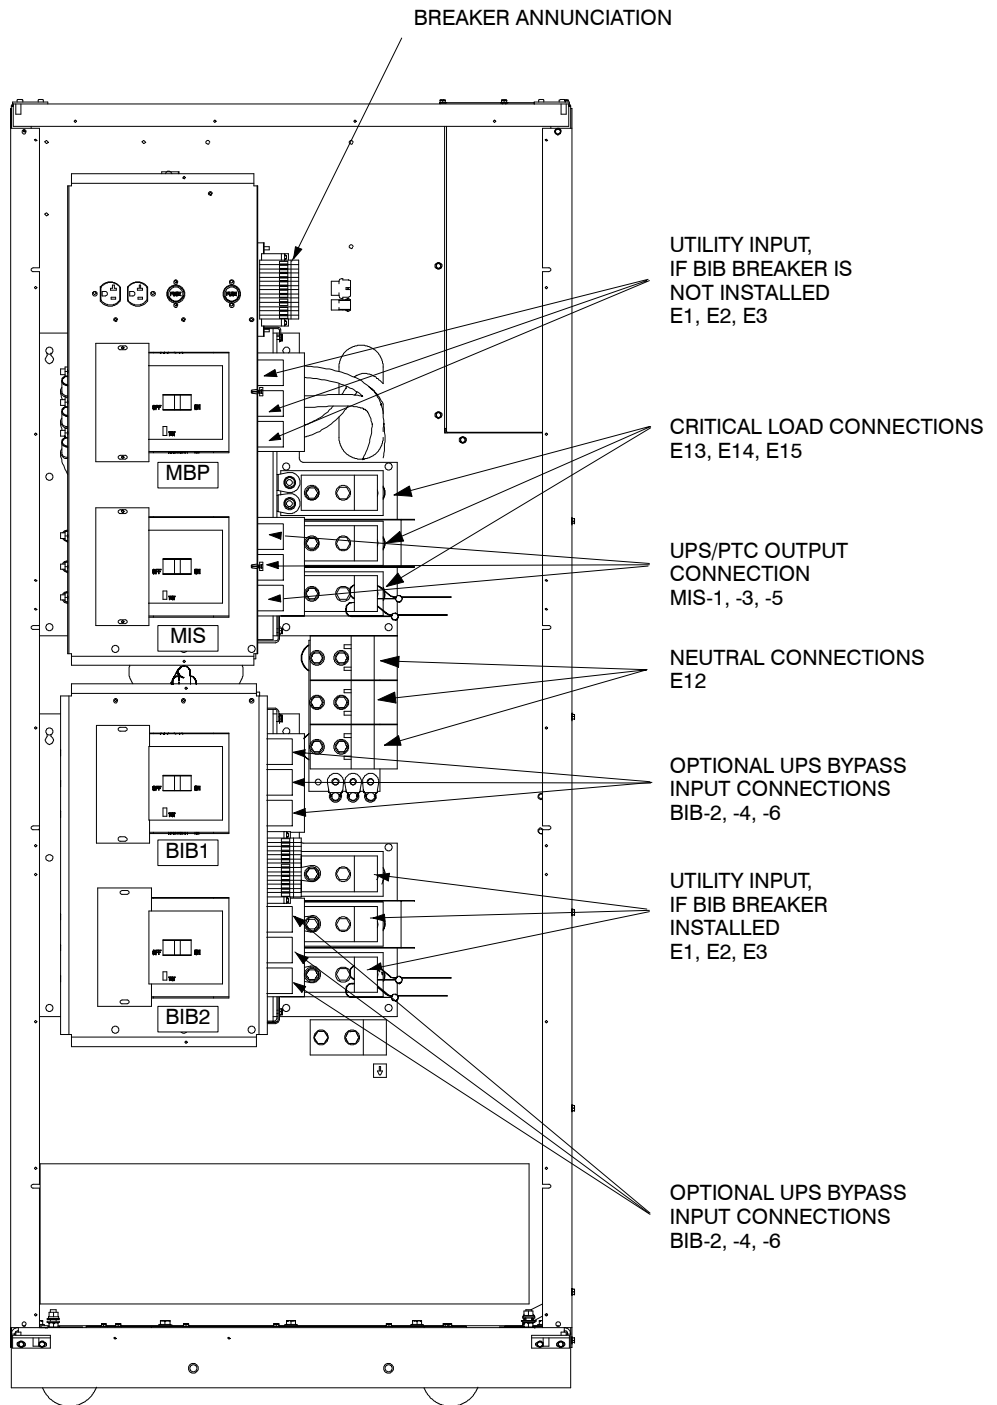 BREAKER ANNUNCIATION
UTILITY INPUT,
IF BIB BREAKER IS
NOT INSTALLED
E1, E2, E3
CRITICAL LOAD CONNECTIONS
E13, E14, E15
MBP
UPS/PTC OUTPUT
CONNECTION
MIS-1, -3, -5
MIS
NEUTRAL CONNECTIONS
E12
OPTIONAL UPS BYPASS
INPUT CONNECTIONS
BIB-2, -4, -6
BIB1
UTILITY INPUT,
IF BIB BREAKER
INSTALLED
E1, E2, E3
BIB2
OPTIONAL UPS BYPASS
INPUT CONNECTIONS
BIB-2, -4, -6